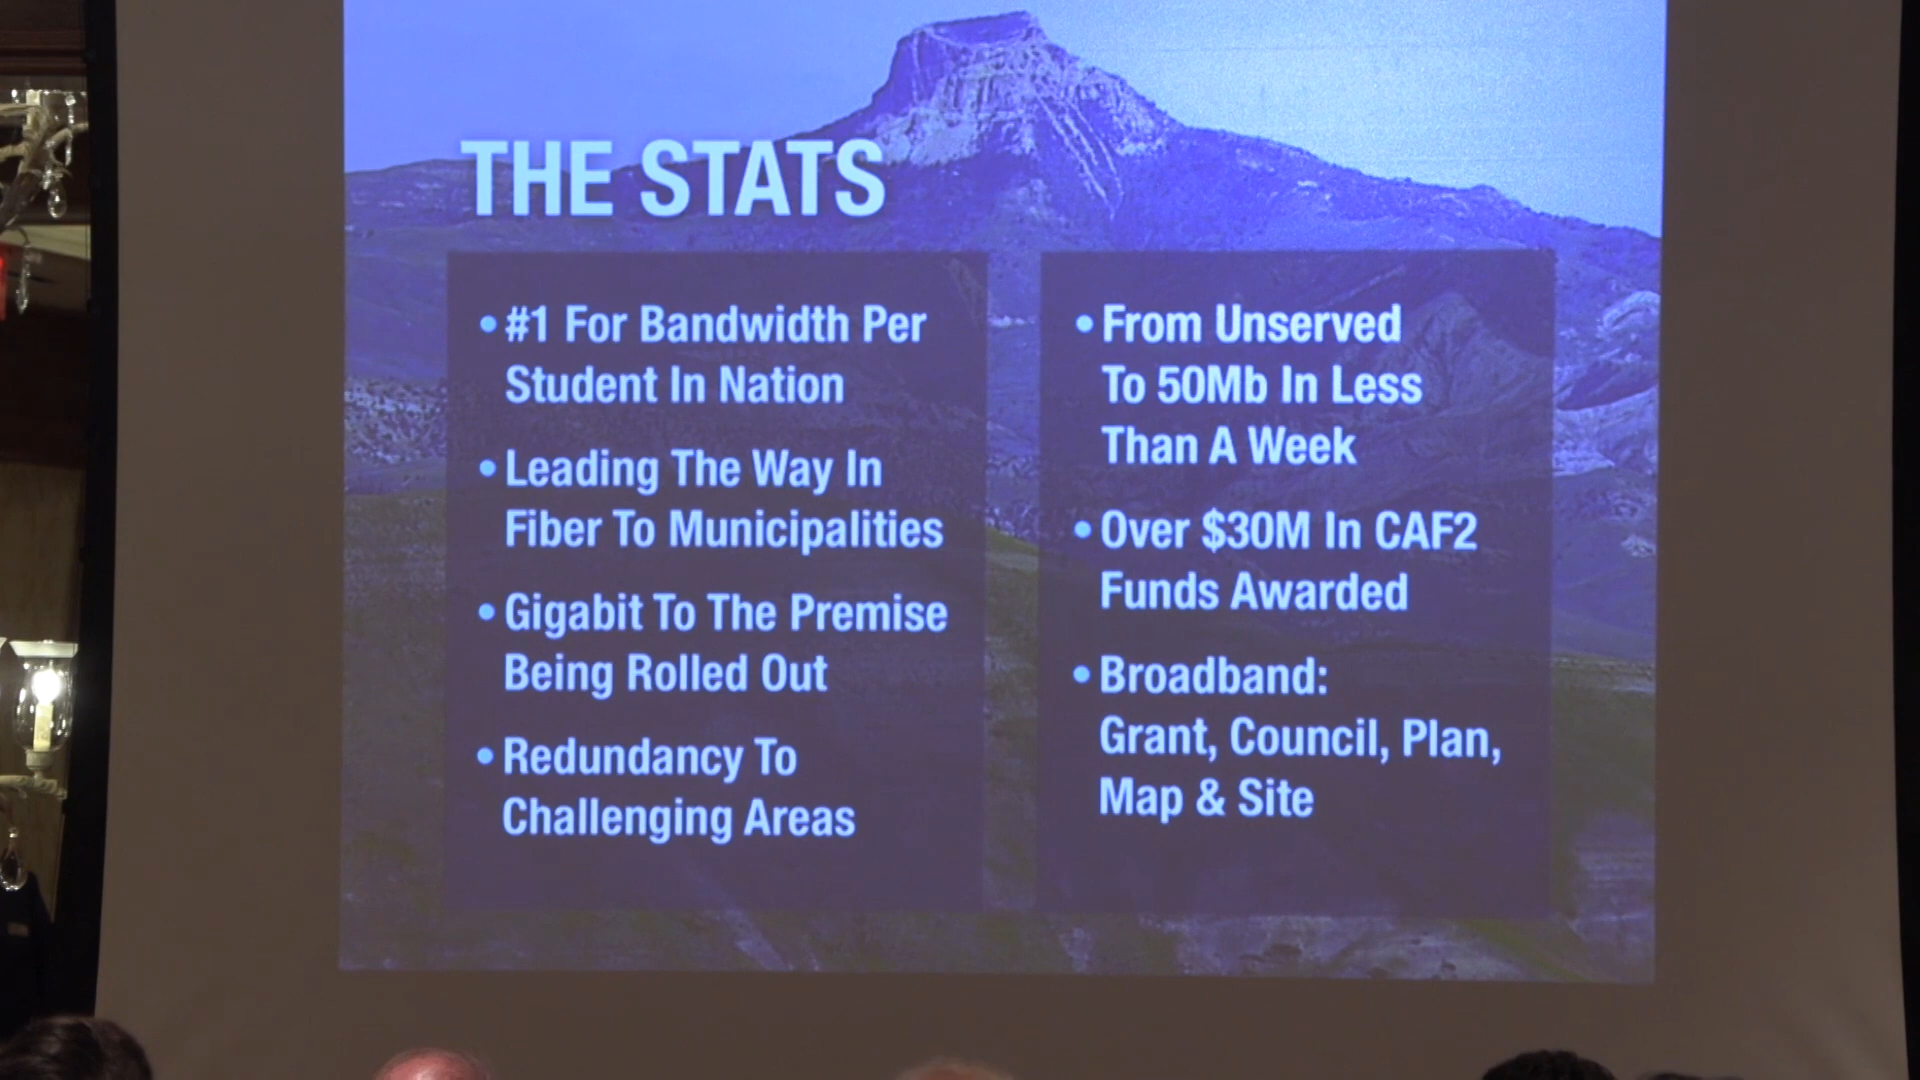 THE STATS
• #1 For Bandwidth Per
Student In Nation
• Leading The Way In
Fiber To Municipalities
• Gigabit To The Premise
Being Rolled Out
• Redundancy To
Challenging Areas
• From Unserved
To 50Mb In Less
Than A Week
• Over $30M In CAF2
Funds Awarded
• Broadband:
Grant, Council, Plan,
Map & Site